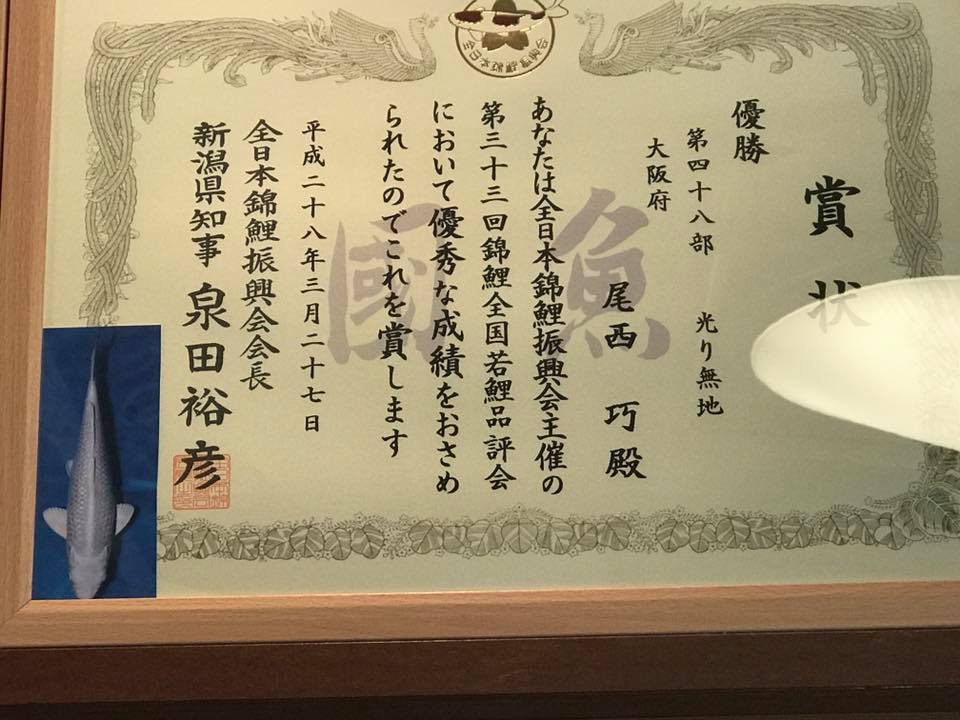 賞状
優勝
第四十八部 光り無地
大阪府
尾西 巧殿
あなたは全日本錦鯉振興会主催の
第三十三回錦鯉全国若鯉品評会
において優秀な成績をおさめ
られたのでこれを賞します
平成二十八年三月二十七日
全日本錦鯉振興会会長
新潟県知事 泉田裕彦
魚
國